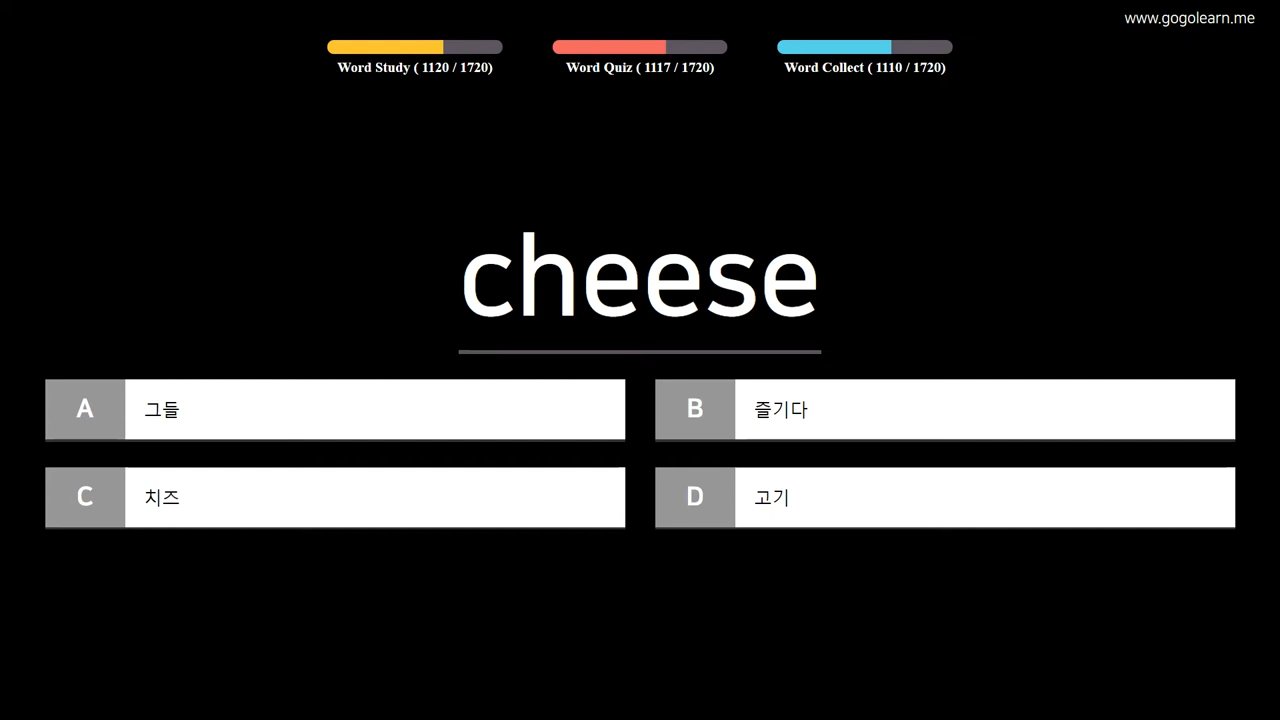 www.gogolearn.me
Word Study ( 1120 / 1720)
Word Quiz ( 1117 / 1720)
Word Collect ( 1110 / 1720)
cheese
A 그들
B 즐기다
C 치즈
D 고기